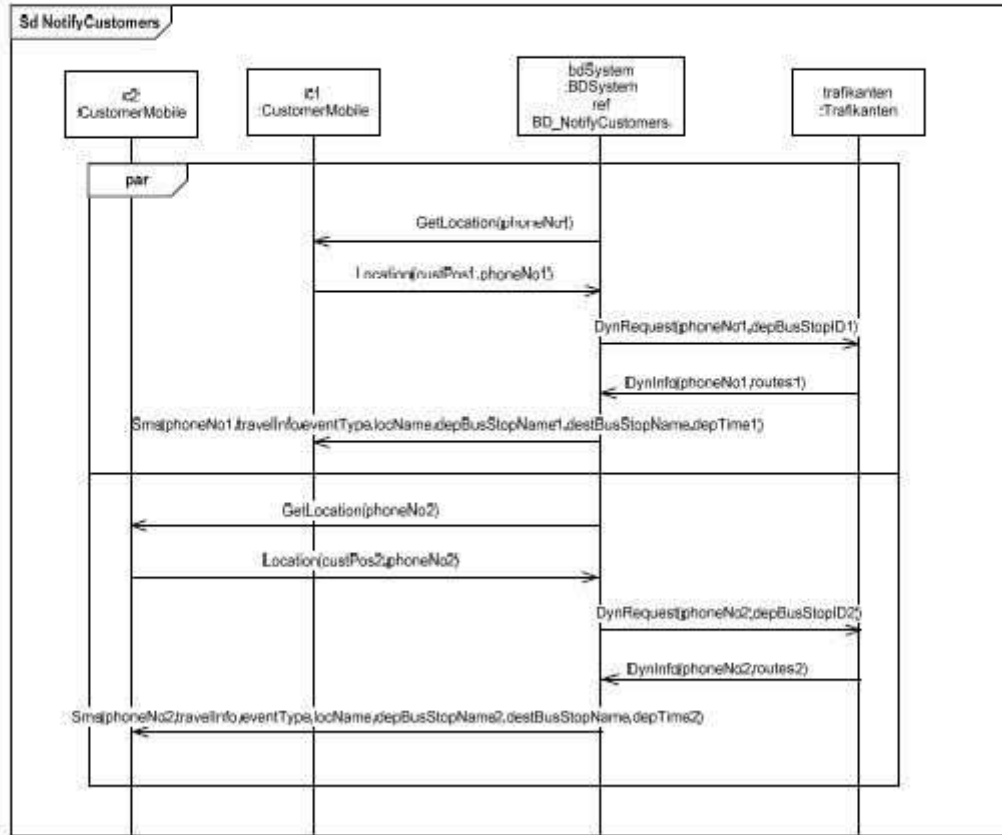 Sd NotifyCustomers
c2
:CustomerMobile
c1
:CustomerMobile
bdSystem
:BDSystem
ref
BD_NotifyCustomers
trafikanten
:Trafikanten
par
GetLocation(phoneNo1)
Location(custPos1,phoneNo1)
DynRequest(phoneNo1,depBusStopID1)
DynInfo(phoneNo1,routes1)
Sms(phoneNo1,travelInfo,eventType,locName,depBusStopName1,destBusStopName,depTime1)
GetLocation(phoneNo2)
Location(custPos2,phoneNo2)
DynRequest(phoneNo2,depBusStopID2)
DynInfo(phoneNo2,routes2)
Sms(phoneNo2,travelInfo,eventType,locName,depBusStopName2,destBusStopName,depTime2)